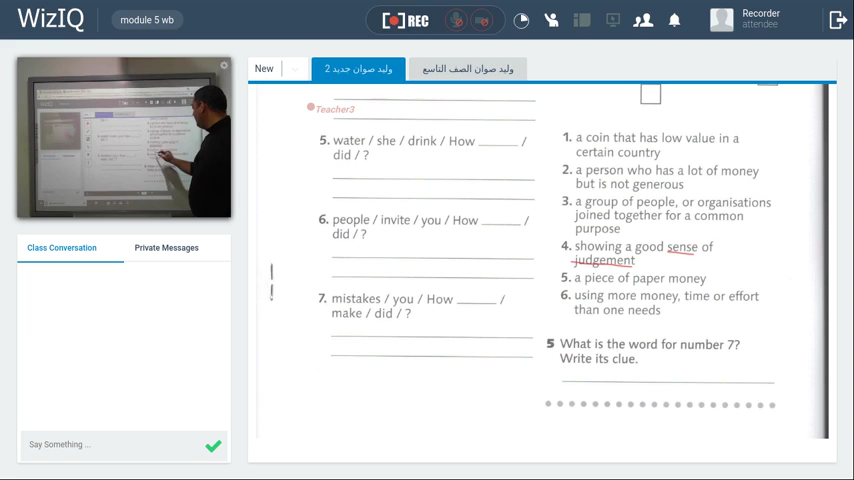 WizIQ
module 5 wb
REC
Recorder
attendee
New
وليد صوان جديد 2
وليد صوان الصف التاسع
Teacher3
5. water / she / drink / How ______ /
did / ?
6. people / invite / you / How ______ /
did / ?
7. mistakes / you / How ______ /
make / did / ?
1. a coin that has low value in a
certain country
2. a person who has a lot of money
but is not generous
3. a group of people, or organisations
joined together for a common
purpose
4. showing a good sense of
judgement
5. a piece of paper money
6. using more money, time or effort
than one needs
5 What is the word for number 7?
Write its clue.
Class Conversation
Private Messages
Say Something ...